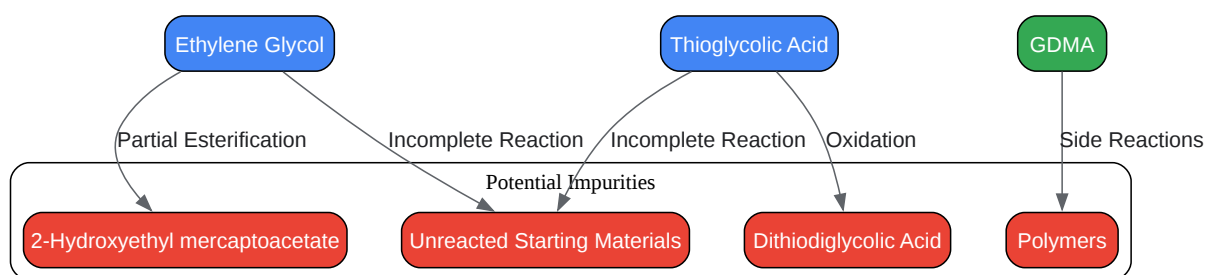 Ethylene Glycol
Thioglycolic Acid
GDMA
Partial Esterification
Incomplete Reaction
Incomplete Reaction
Oxidation
Side Reactions
Potential Impurities
2-Hydroxyethyl mercaptoacetate
Unreacted Starting Materials
Dithiodiglycolic Acid
Polymers